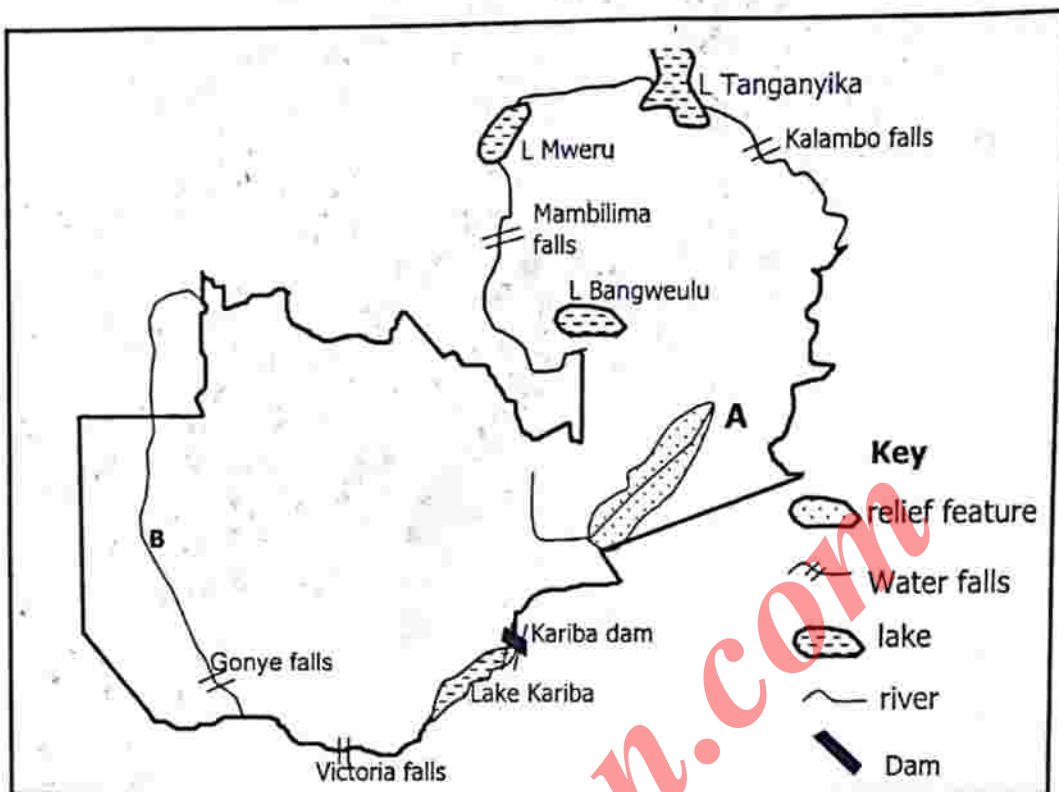 L Tanganyika
Kalambo falls
L Mweru
Mambilima
falls
L Bangweulu
A
Key
relief feature
Water falls
B
Kariba dam
lake
Gonye falls
Lake Kariba
river
Victoria falls
Dam
n.com